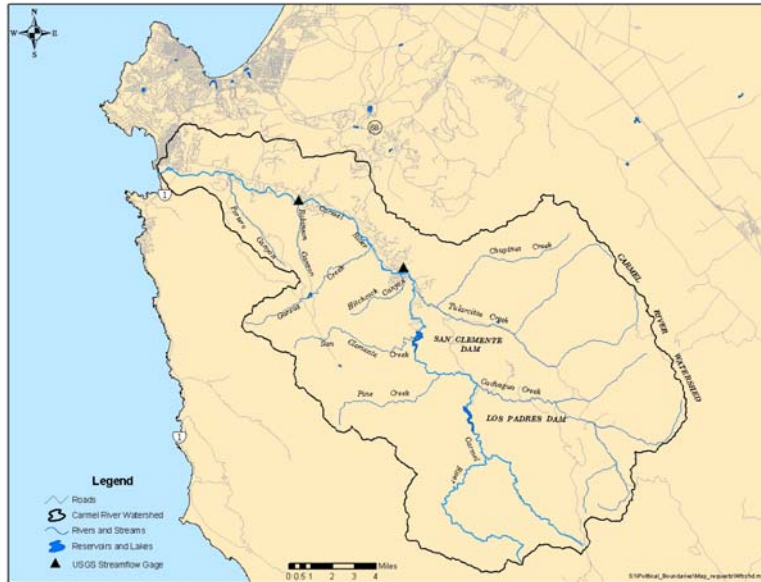 N
W
E
S
68
1
Potrero
Canyon
Robinson
Canyon
Carmel
River
Garzas
Creek
Hitchcock Canyon
Chupines Creek
Tularcitos Creek
CARMEL RIVER WATERSHED
SAN CLEMENTE
DAM
San
Clemente
Creek
Cachagua Creek
Pine Creek
LOS PADRES DAM
Carmel
River
1
Legend
Roads
Carmel River Watershed
Rivers and Streams
Reservoirs and Lakes
USGS Streamflow Gage
0 0.5 1 2 3 4
Miles